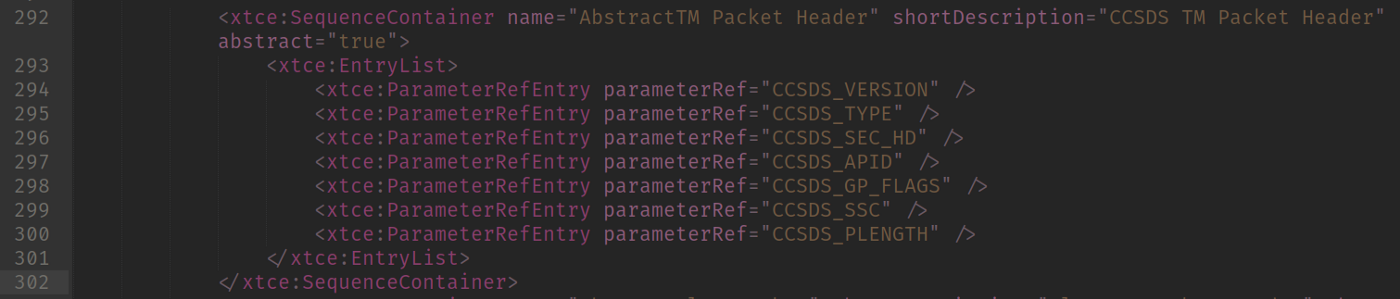 292 <xtce:SequenceContainer name="AbstractTM Packet Header" shortDescription="CCSDS TM Packet Header"
abstract="true">
293 <xtce:EntryList>
294 <xtce:ParameterRefEntry parameterRef="CCSDS_VERSION" />
295 <xtce:ParameterRefEntry parameterRef="CCSDS_TYPE" />
296 <xtce:ParameterRefEntry parameterRef="CCSDS_SEC_HD" />
297 <xtce:ParameterRefEntry parameterRef="CCSDS_APID" />
298 <xtce:ParameterRefEntry parameterRef="CCSDS_GP_FLAGS" />
299 <xtce:ParameterRefEntry parameterRef="CCSDS_SSC" />
300 <xtce:ParameterRefEntry parameterRef="CCSDS_PLENGTH" />
301 </xtce:EntryList>
302 </xtce:SequenceContainer>